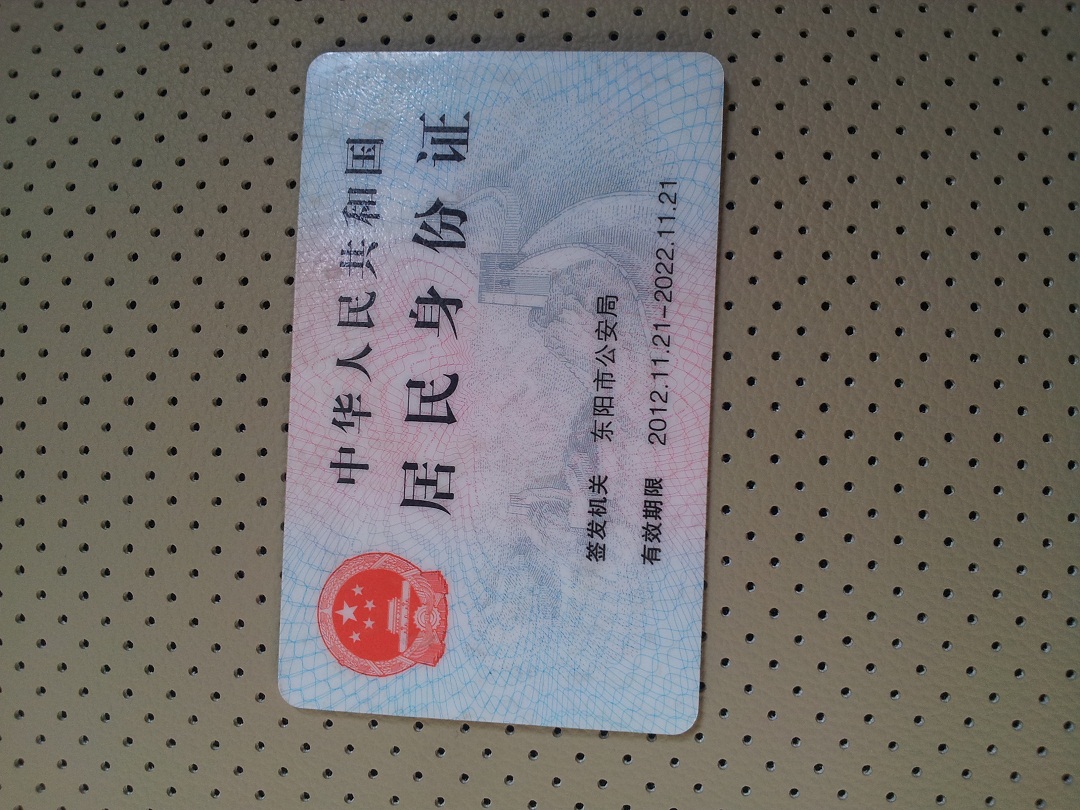 中华人民共和国
居民身份证
签发机关 东阳市公安局
有效期限 2012.11.21-2022.11.21